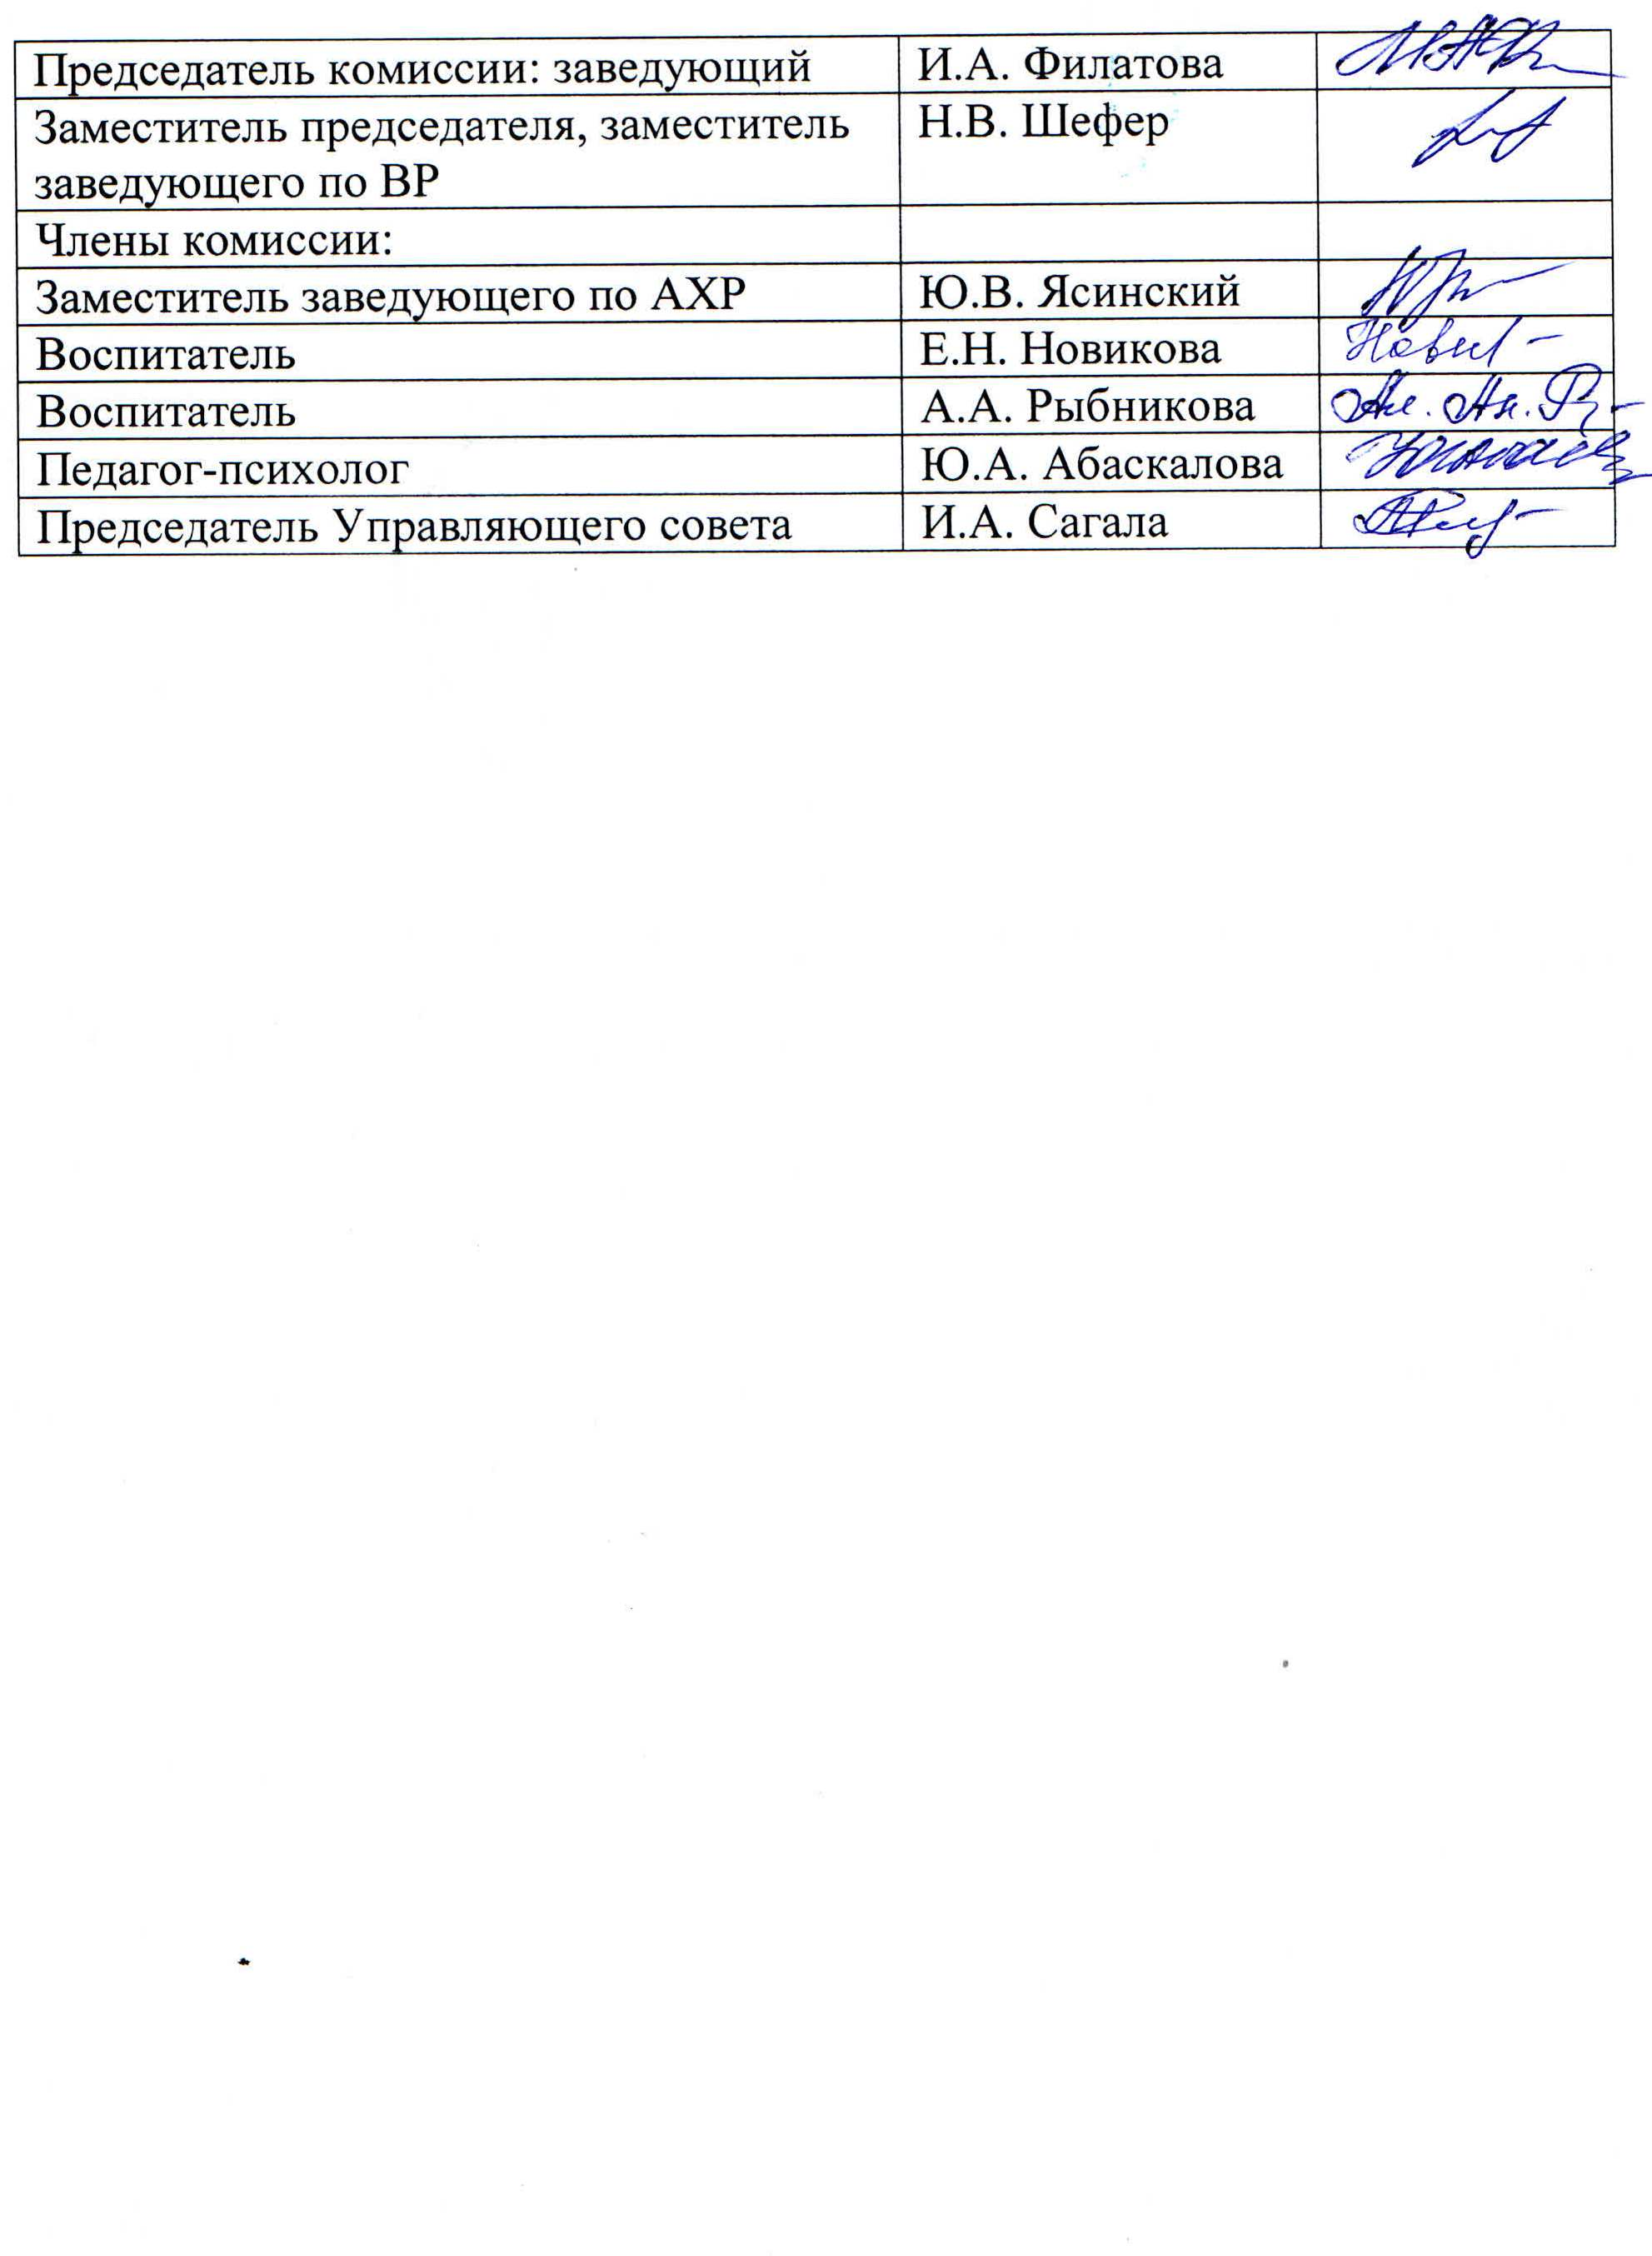 Председатель комиссии: заведующий И.А. Филатова
Заместитель председателя, заместитель Н.В. Шефер
заведующего по ВР
Члены комиссии:
Заместитель заведующего по АХР Ю.В. Ясинский
Воспитатель Е.Н. Новикова
Воспитатель А.А. Рыбникова
Педагог-психолог Ю.А. Абаскалова
Председатель Управляющего совета И.А. Сагала